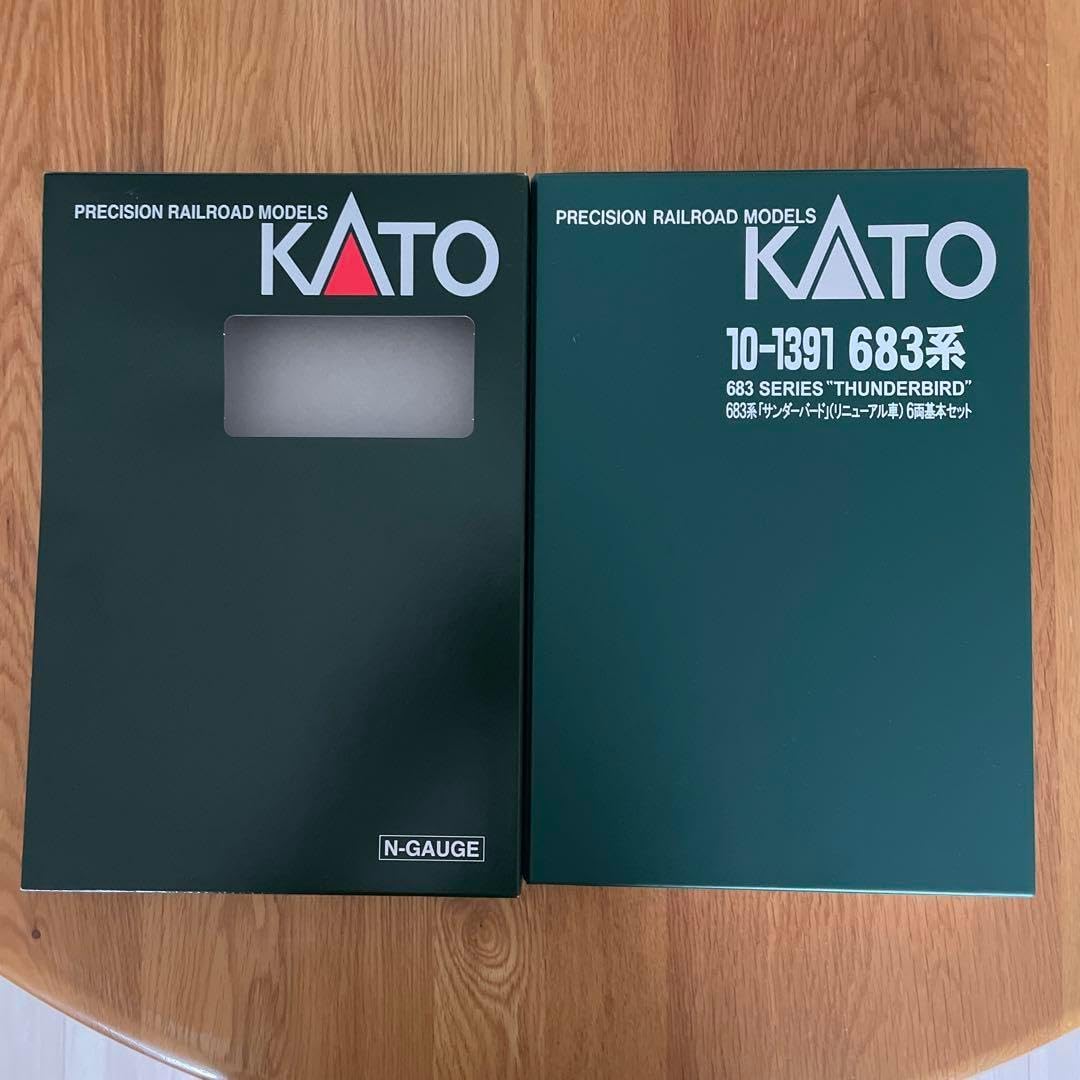 PRECISION RAILROAD MODELS
KATO
N-GAUGE
PRECISION RAILROAD MODELS
KATO
10-1391 683系
683 SERIES "THUNDERBIRD"
683系「サンダーバード」(リニューアル車) 6両基本セット